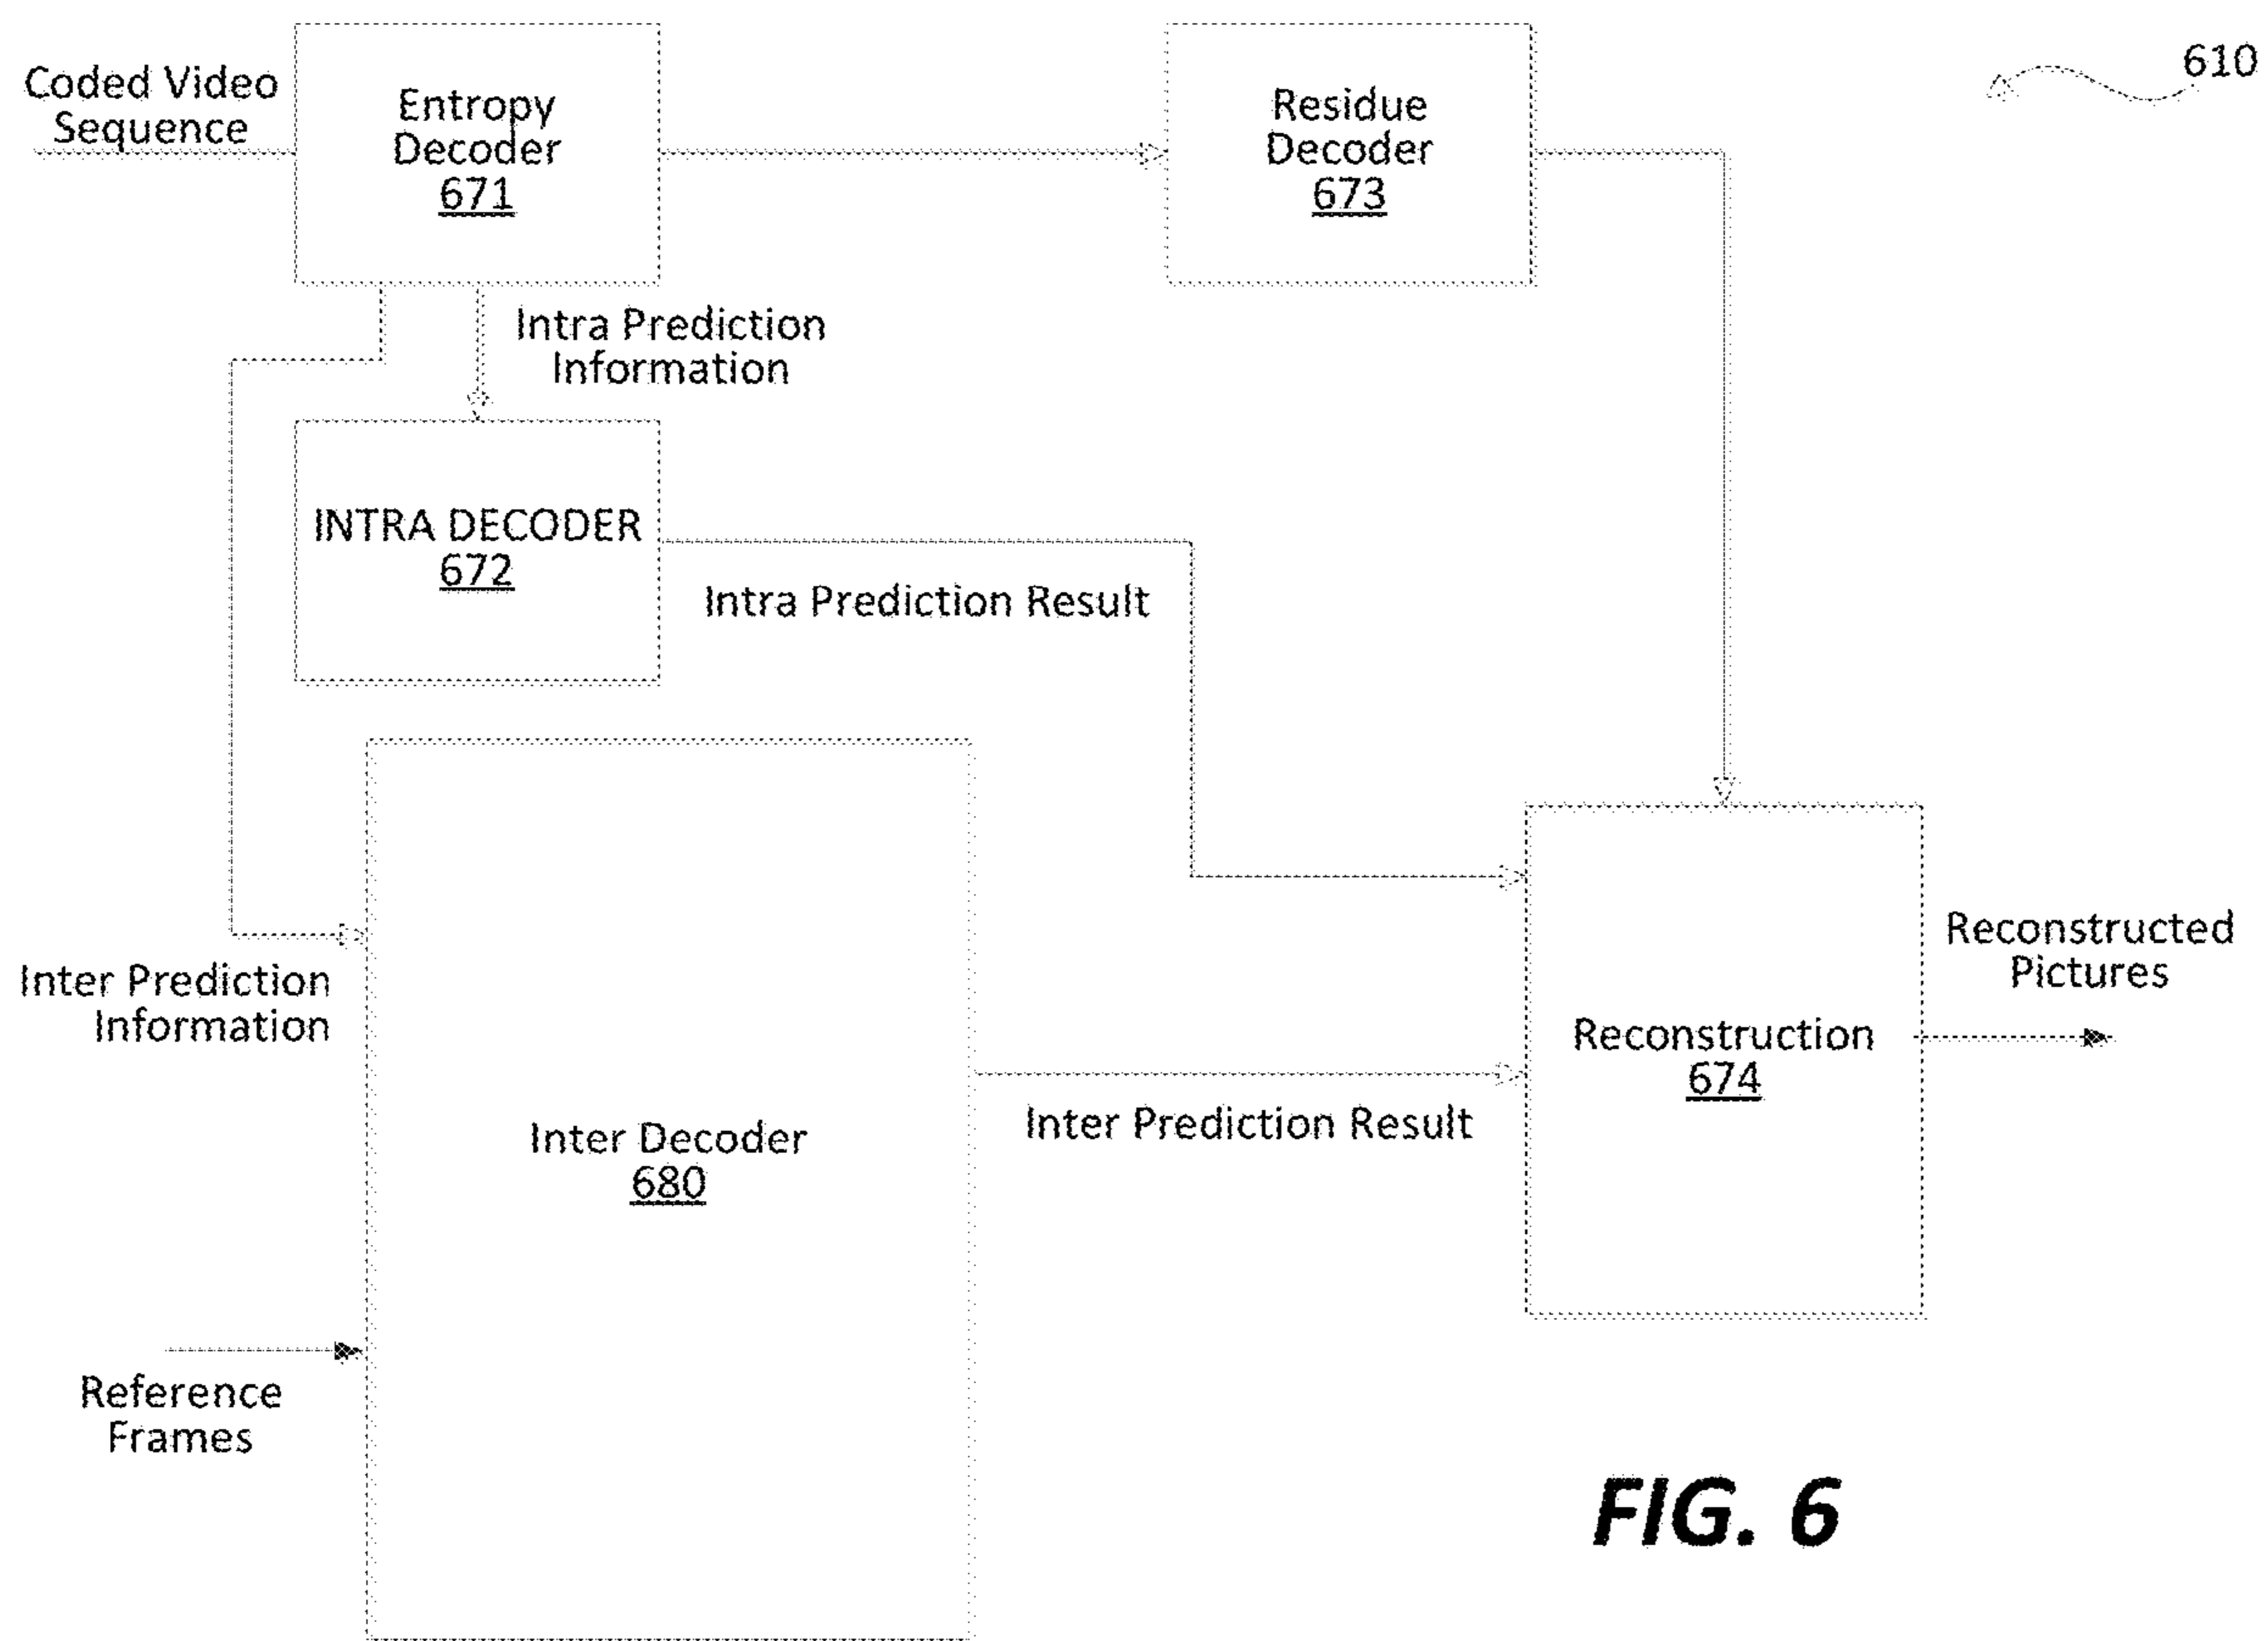 Coded Video
Sequence
Entropy
Decoder
671
Residue
Decoder
673
610
Intra Prediction
Information
INTRA DECODER
672
Intra Prediction Result
Inter Prediction
Information
Inter Decoder
680
Inter Prediction Result
Reconstruction
674
Reconstructed
Pictures
Reference
Frames
FIG. 6